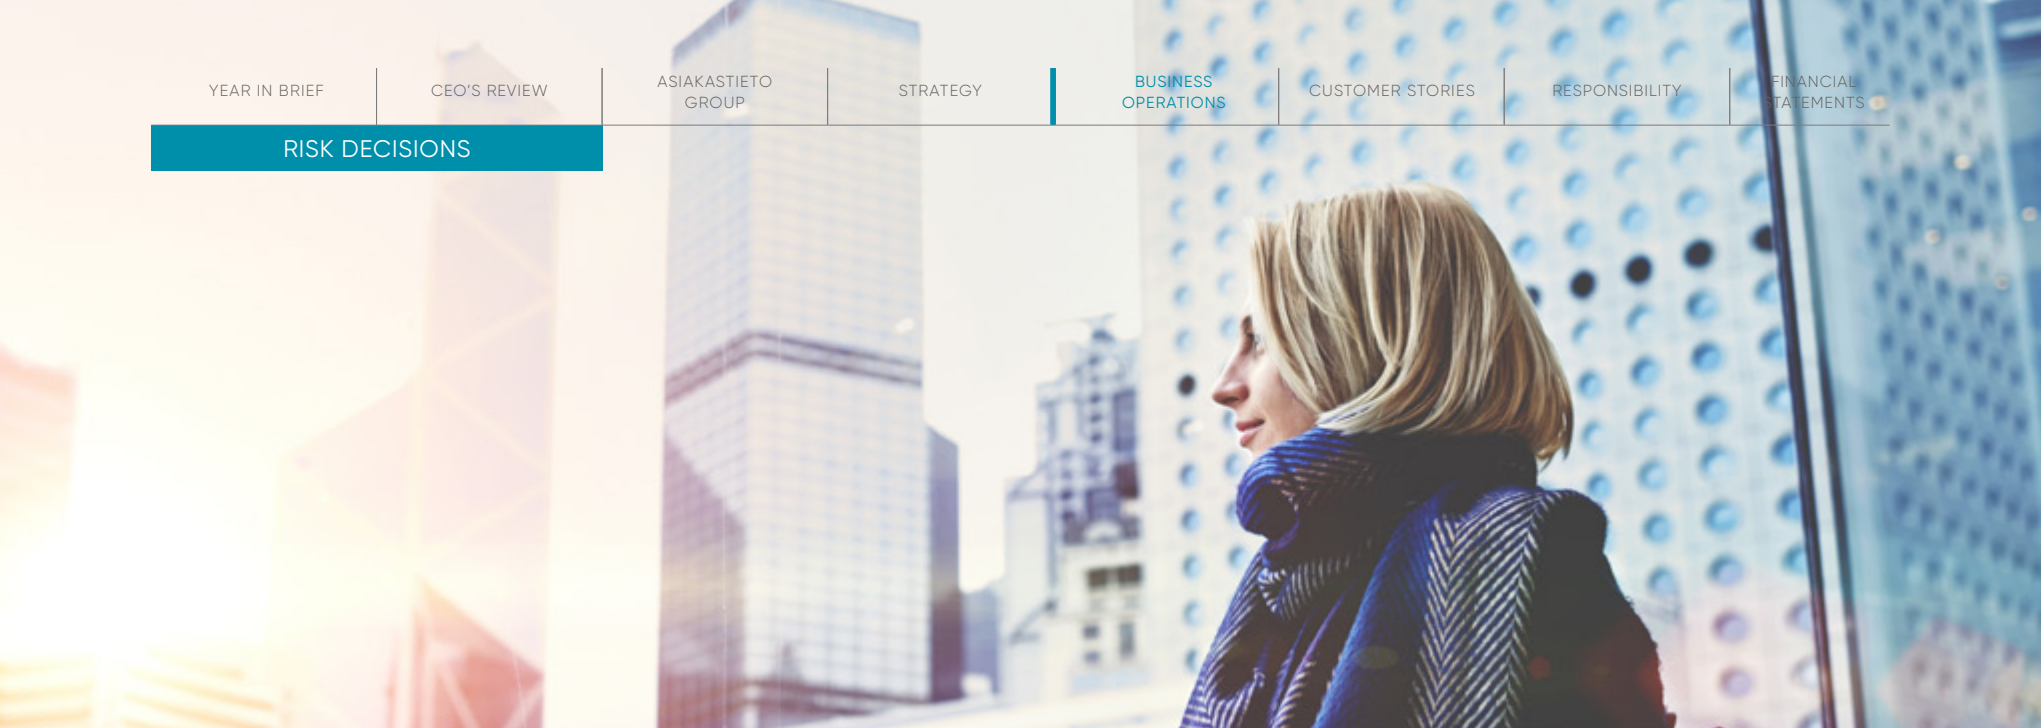 YEAR IN BRIEF
CEO'S REVIEW
ASIAKASTIETO
GROUP
STRATEGY
BUSINESS
OPERATIONS
CUSTOMER STORIES
RESPONSIBILITY
FINANCIAL
STATEMENTS
RISK DECISIONS